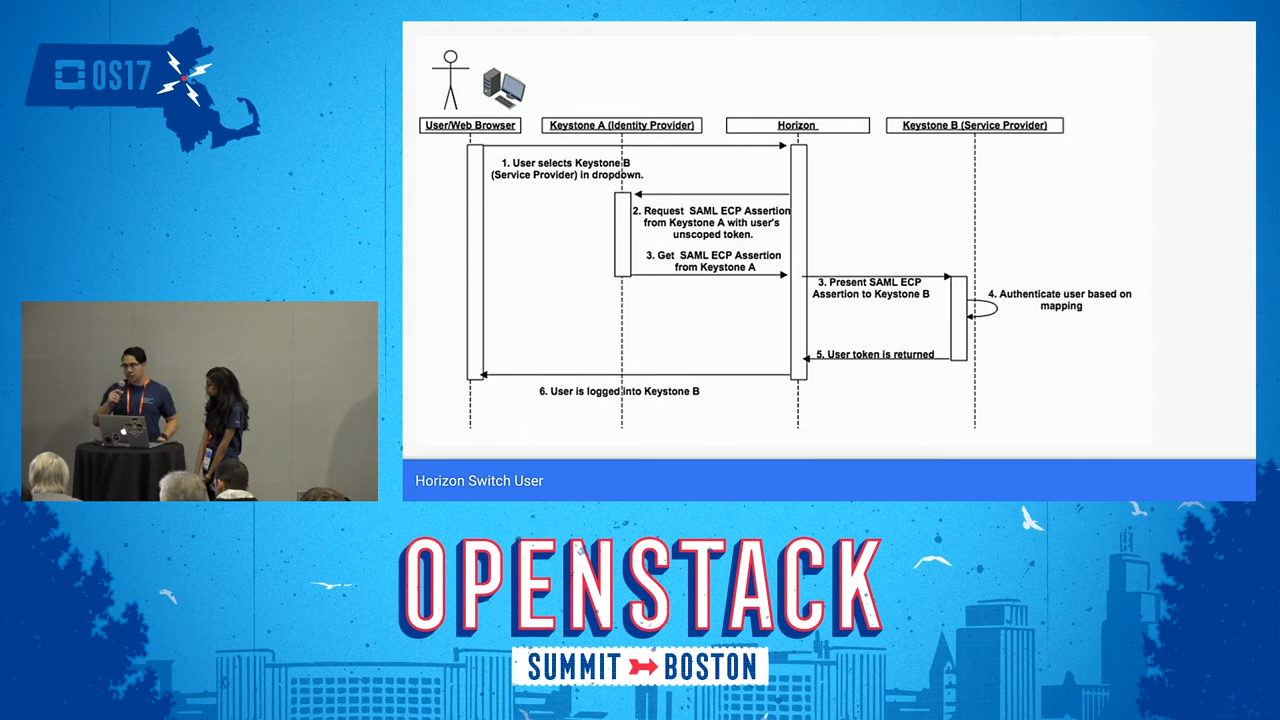 OS17
User/Web Browser
Keystone A (Identity Provider)
Horizon
Keystone B (Service Provider)
1. User selects Keystone B
(Service Provider) in dropdown.
2. Request SAML ECP Assertion
from Keystone A with user's
unscoped token.
3. Get SAML ECP Assertion
from Keystone A
3. Present SAML ECP
Assertion to Keystone B
4. Authenticate user based on
mapping
5. User token is returned
6. User is logged into Keystone B
Horizon Switch User
OPENSTACK
SUMMIT BOSTON